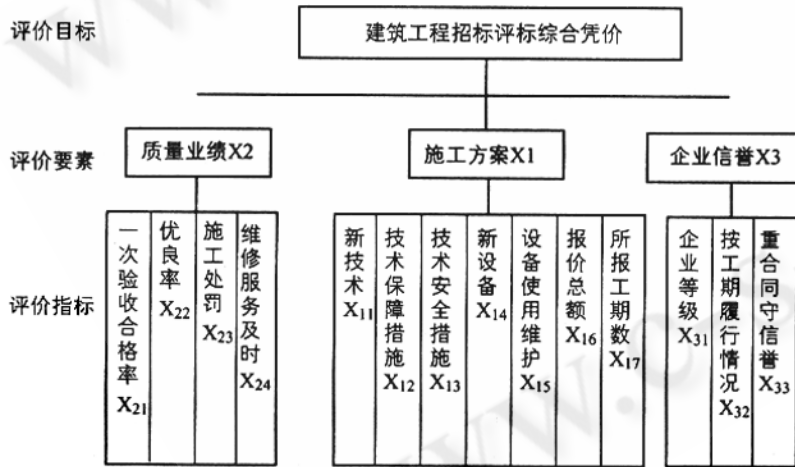 评价目标
建筑工程招标评标综合凭价
评价要素
质量业绩X2
施工方案X1
企业信誉X3
评价指标
一次验收合格率X21
优良率X22
施工处罚X23
维修服务及时X24
新技术X11
技术保障措施X12
技术安全措施X13
新设备X14
设备使用维护X15
报价总额X16
所报工期数X17
企业等级X31
按工期履行情况X32
重合同守信誉X33